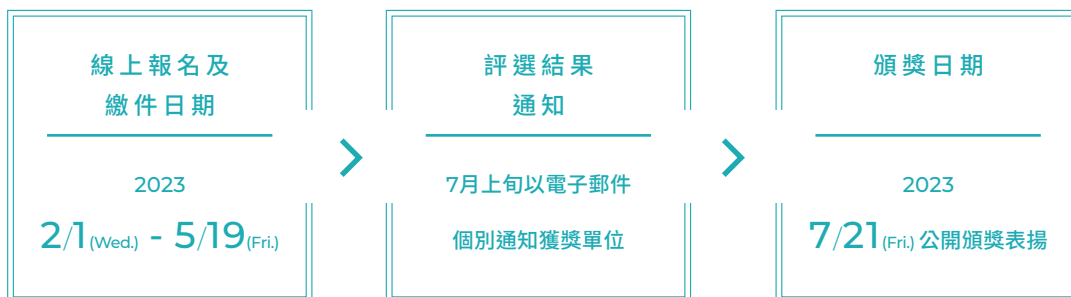 線上報名及
繳件日期
2023
2/1(Wed.) - 5/19(Fri.)
評選結果
通知
7月上旬以電子郵件
個別通知獲獎單位
頒獎日期
2023
7/21(Fri.) 公開頒獎表揚